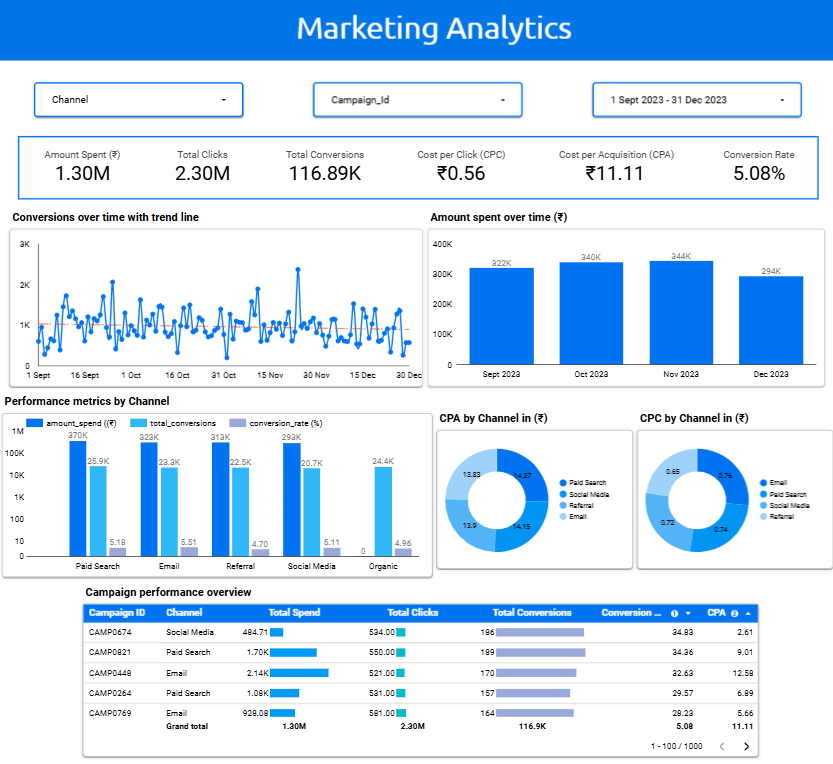 Marketing Analytics
Channel
Campaign_Id
1 Sept 2023 - 31 Dec 2023
Amount Spent (₹) Total Clicks Total Conversions Cost per Click (CPC) Cost per Acquisition (CPA) Conversion Rate
1.30M 2.30M 116.89K ₹0.56 ₹11.11 5.08%
Conversions over time with trend line
3K
2K
1K
0
1 Sept 16 Sept 1 Oct 16 Oct 31 Oct 15 Nov 30 Nov 15 Dec 30 Dec
Amount spent over time (₹)
400K
300K
200K
100K
0
322K 340K 344K 294K
Sept 2023 Oct 2023 Nov 2023 Dec 2023
Performance metrics by Channel
amount_spend ((₹) total_conversions conversion_rate (%)
1M
100K
10K
1K
100
10
0
370K 25.9K 5.18 323K 23.3K 5.51 313K 22.5K 4.70 293K 20.7K 5.11 0 24.4K 4.96
Paid Search Email Referral Social Media Organic
CPA by Channel in (₹)
13.83 14.27
13.9 14.15
Paid Search
Social Media
Referral
Email
CPC by Channel in (₹)
0.65 0.76
0.72 0.74
Email
Paid Search
Social Media
Referral
Campaign performance overview
Campaign ID Channel Total Spend Total Clicks Total Conversions Conversion ... 1 CPA 2
CAMP0674 Social Media 484.71 534.00 186 34.83 2.61
CAMP0821 Paid Search 1.70K 550.00 189 34.36 9.01
CAMP0448 Email 2.14K 521.00 170 32.63 12.58
CAMP0264 Paid Search 1.08K 531.00 157 29.57 6.89
CAMP0769 Email 928.08 581.00 164 28.23 5.66
Grand total 1.30M 2.30M 116.9K 5.08 11.11
1 - 100 / 1000